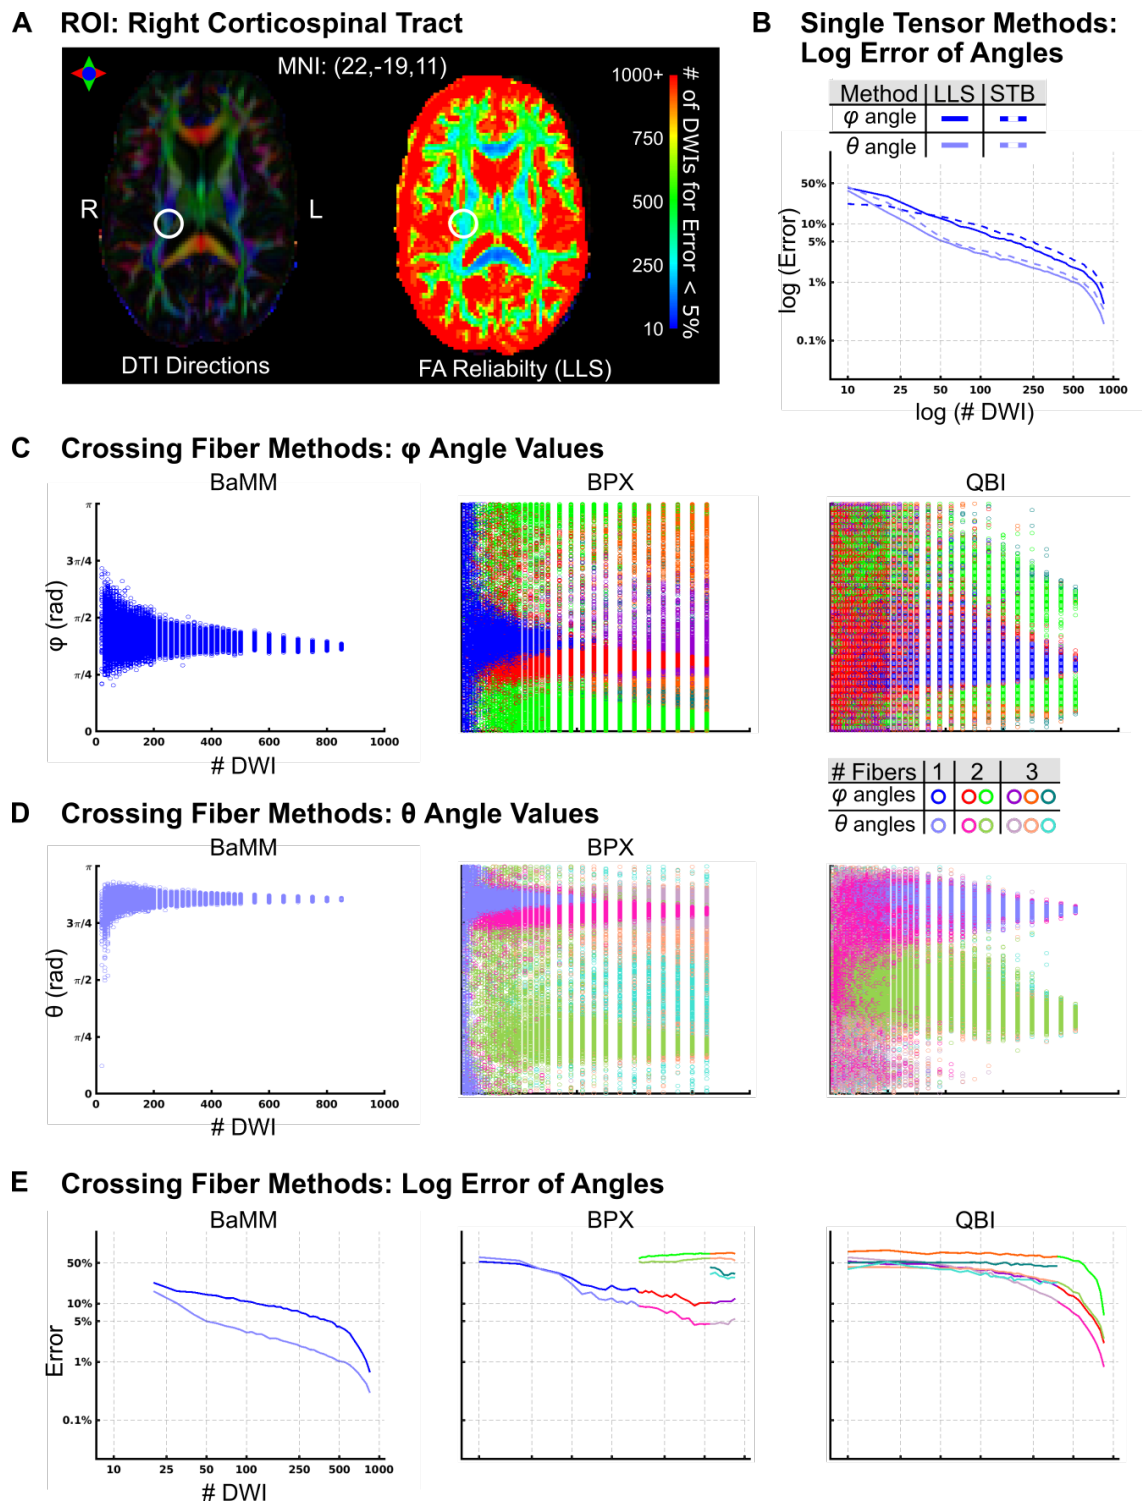 A ROI: Right Corticospinal Tract
MNI: (22,-19,11)
R
L
DTI Directions
FA Reliabilty (LLS)
1000+
750
500
250
10
# of DWIs for Error < 5%
B Single Tensor Methods:
Log Error of Angles
Method LLS STB
φ angle
θ angle
log (Error)
50%
10%
5%
1%
0.1%
10 25 50 100 250 500 1000
log (# DWI)
C Crossing Fiber Methods: φ Angle Values
BaMM BPX QBI
φ (rad)
π
3π/4
π/2
π/4
0
0 200 400 600 800 1000
# DWI
# Fibers 1 2 3
φ angles
θ angles
D Crossing Fiber Methods: θ Angle Values
BaMM BPX
θ (rad)
π
3π/4
π/2
π/4
0
0 200 400 600 800 1000
# DWI
E Crossing Fiber Methods: Log Error of Angles
BaMM BPX QBI
Error
50%
10%
5%
1%
0.1%
10 25 50 100 250 500 1000
# DWI